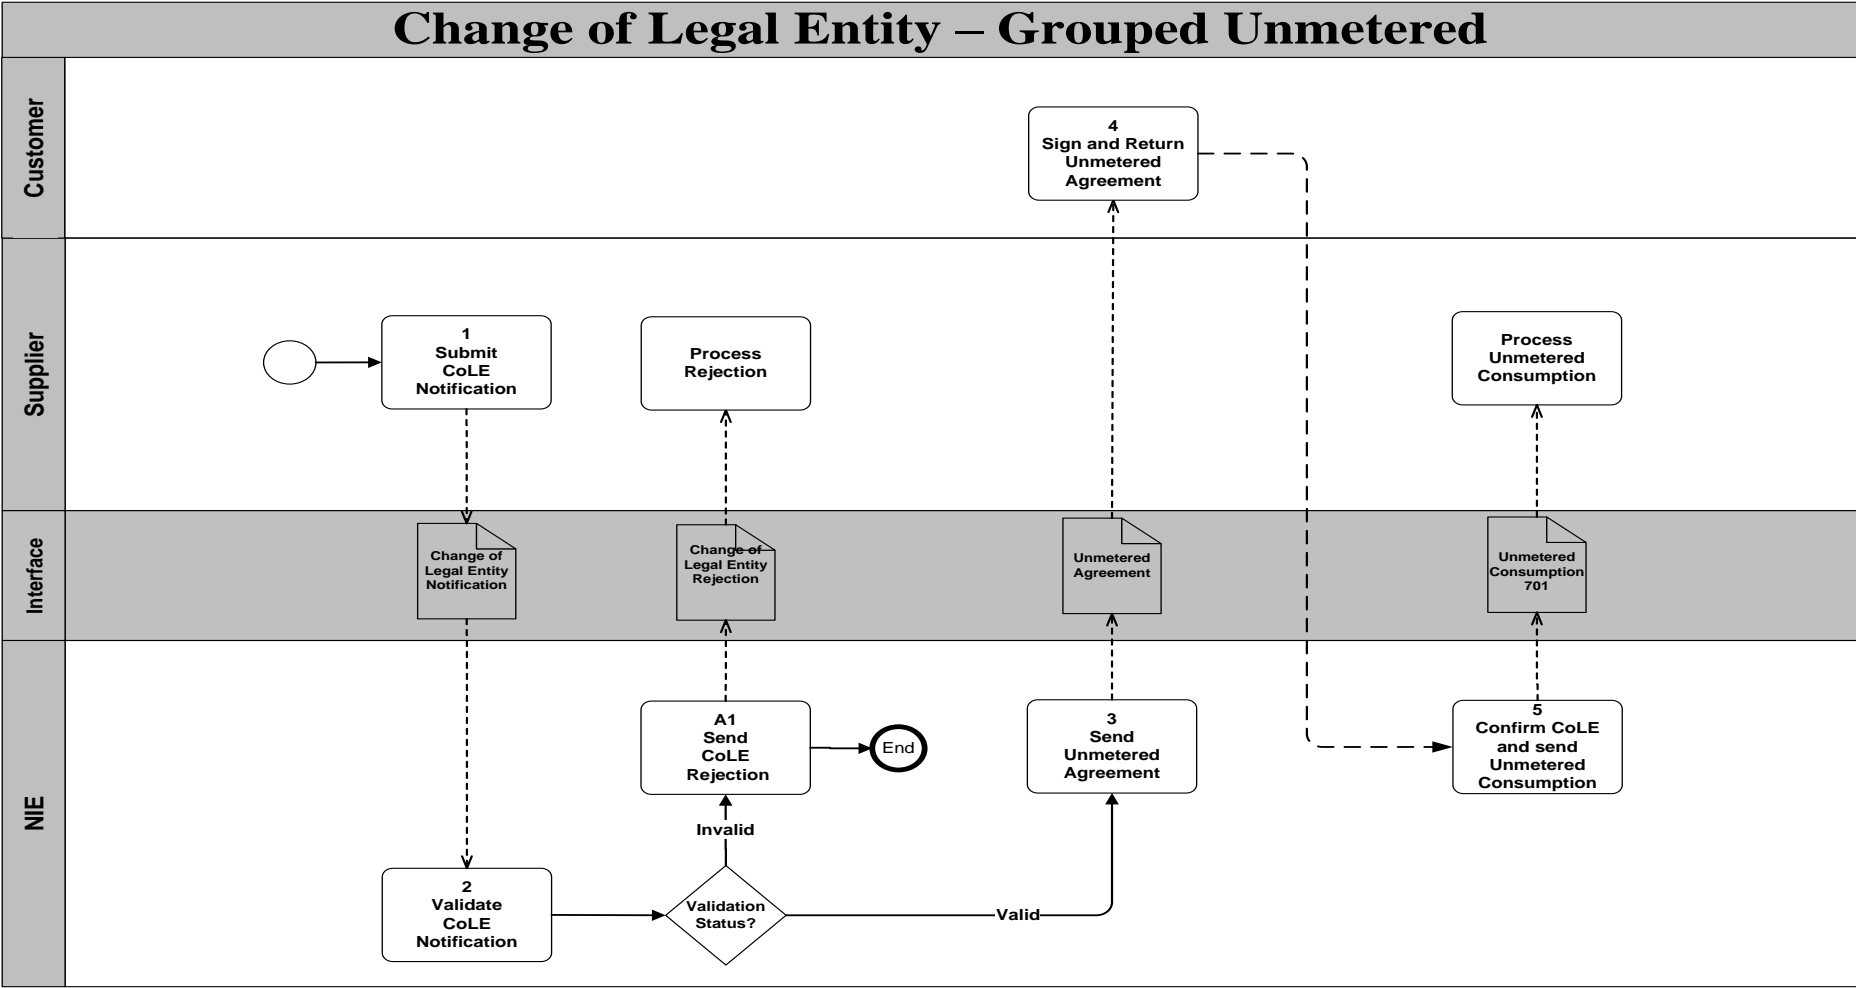 Change of Legal Entity – Grouped Unmetered
Customer
4
Sign and Return
Unmetered
Agreement
Supplier
1
Submit
CoLE
Notification
Process
Rejection
Process
Unmetered
Consumption
Interface
Change of
Legal Entity
Notification
Change of
Legal Entity
Rejection
Unmetered
Agreement
Unmetered
Consumption
701
NIE
A1
Send
CoLE
Rejection
End
3
Send
Unmetered
Agreement
5
Confirm CoLE
and send
Unmetered
Consumption
Invalid
2
Validate
CoLE
Notification
Validation
Status?
Valid